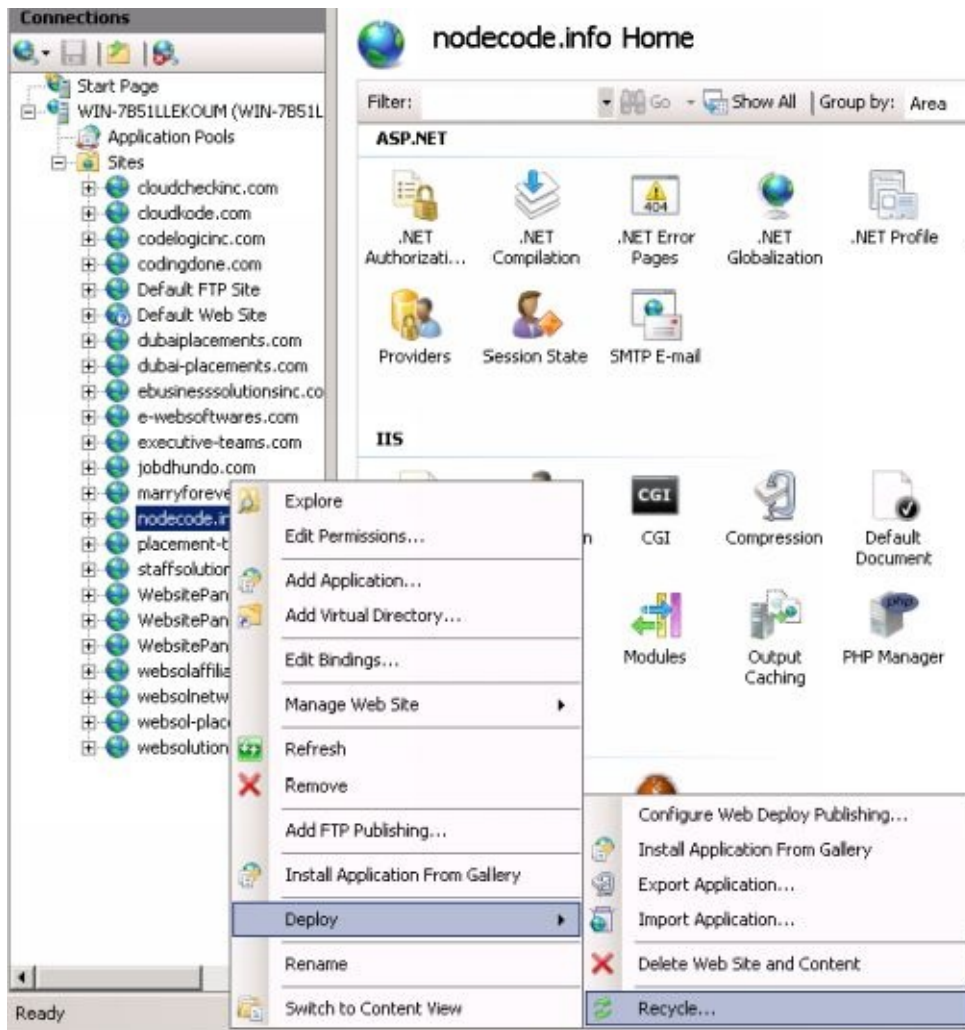 Connections
Start Page
WIN-7B51LLEKOUM (WIN-7B51L
Application Pools
Sites
cloudcheckinc.com
cloudkode.com
codelogicinc.com
codingdone.com
Default FTP Site
Default Web Site
dubaiplacements.com
dubai-placements.com
ebusinesssolutionsinc.co
e-websoftwares.com
executive-teams.com
jobdhundo.com
marryforeve
nodecode.in
placement-t
staffsolution
WebsitePan
WebsitePan
WebsitePan
websolaffilia
websolnetw
websol-plac
websolution
Ready
nodecode.info Home
Filter: Go Show All Group by: Area
ASP.NET
.NET Authorizati...
.NET Compilation
.NET Error Pages
404
.NET Globalization
.NET Profile
Providers
Session State
SMTP E-mail
IIS
n
CGI
CGI
Compression
Default Document
Modules
Output Caching
php
PHP Manager
Explore
Edit Permissions...
Add Application...
Add Virtual Directory...
Edit Bindings...
Manage Web Site
Refresh
Remove
Add FTP Publishing...
Install Application From Gallery
Deploy
Rename
Switch to Content View
Configure Web Deploy Publishing...
Install Application From Gallery
Export Application...
Import Application...
Delete Web Site and Content
Recycle...